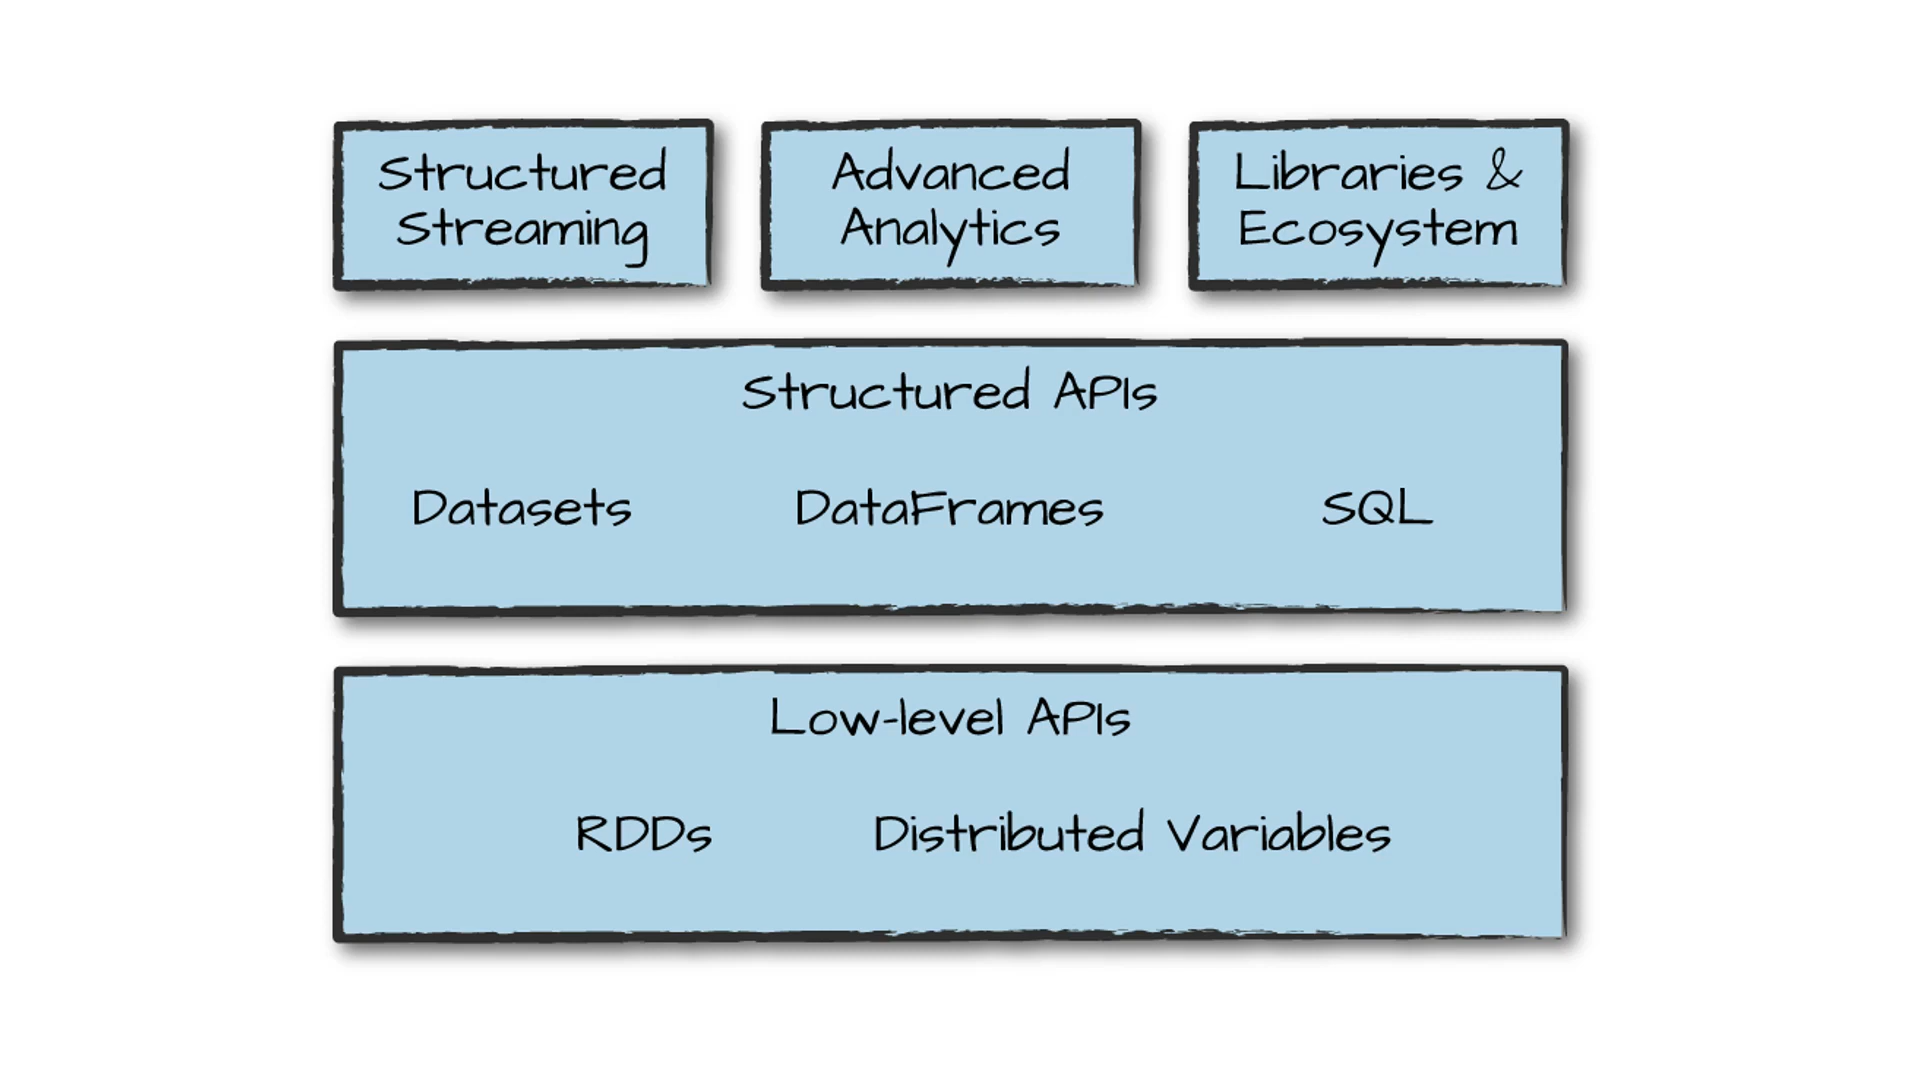 Structured
Streaming
Advanced
Analytics
Libraries &
Ecosystem
Structured APIs
Datasets DataFrames SQL
Low-level APIs
RDDs Distributed Variables